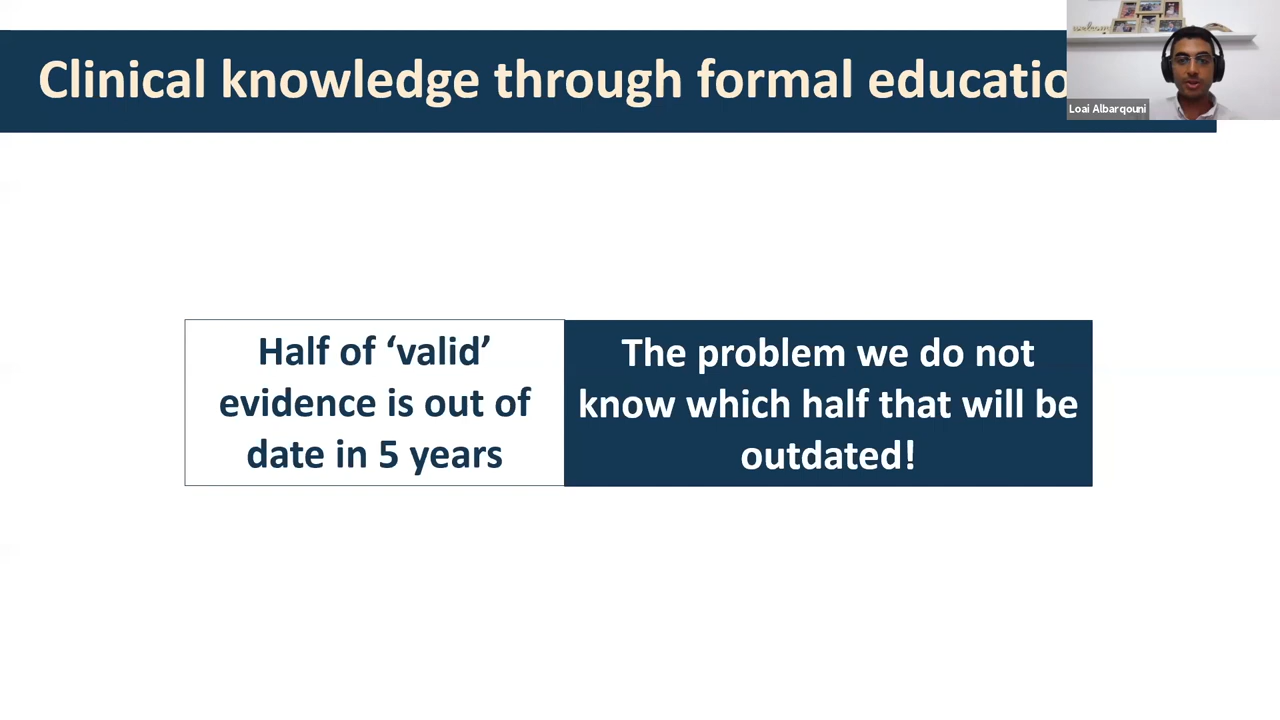 Clinical knowledge through formal educatio
Loai Albarqouni
Half of ‘valid’
evidence is out of
date in 5 years
The problem we do not
know which half that will be
outdated!